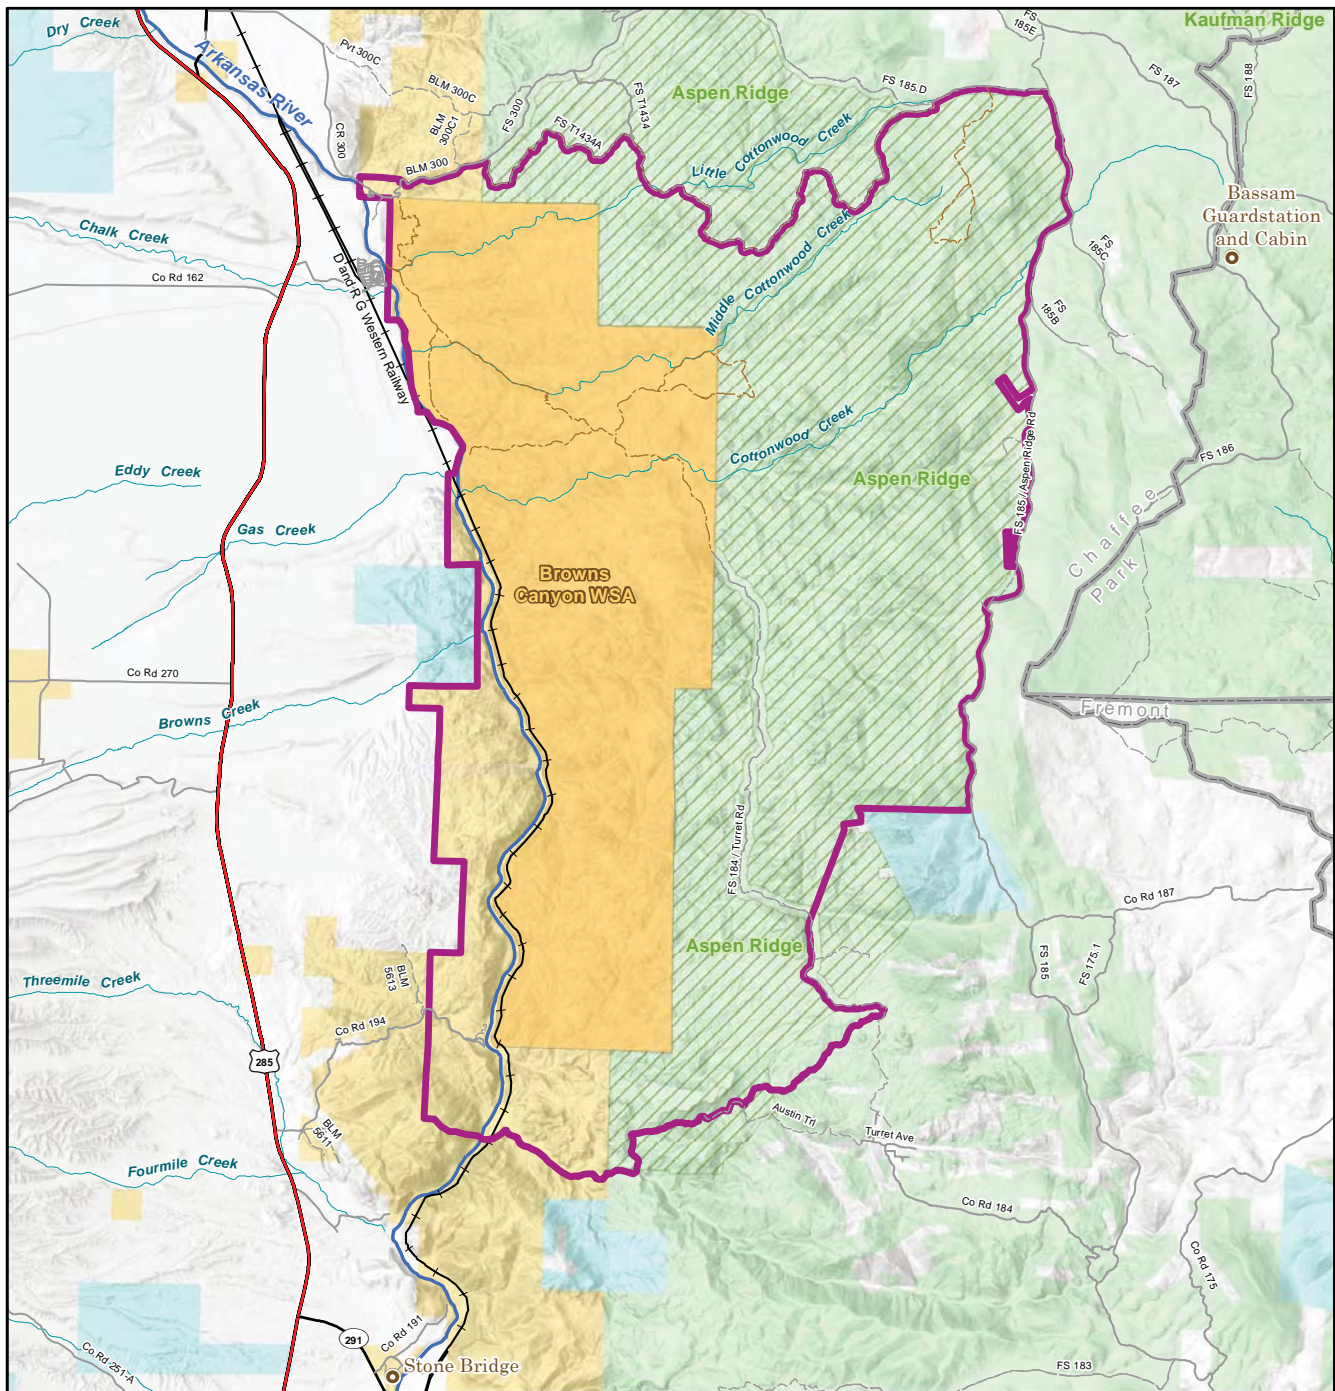 Dry Creek
Kaufman Ridge
FS
185E
Pvt 300C
Arkansas River
BLM 300C
FS 187
FS 188
FS 185.D
Aspen Ridge
FS T1434
FS 300
BLM
300C1
CR 300
FS T1434A
Little Cottonwood Creek
BLM 300
Bassam
Guardstation
and Cabin
Chalk Creek
FS
185C
Co Rd 162
D and R G Western Railway
Middle Cottonwood Creek
FS
185B
Cottonwood Creek
FS 185 / Aspen Ridge Rd
FS 186
Eddy Creek
Aspen Ridge
Gas Creek
Chaffee
Park
Browns
Canyon WSA
Co Rd 270
Browns Creek
Fremont
FS 184 / Turret Rd
Co Rd 187
Aspen Ridge
FS 185
FS 175.1
Threemile Creek
BLM
5613
Co Rd 194
285
BLM
5611
Austin Trl
Turret Ave
Fourmile Creek
Co Rd 184
Co Rd 175
291
Co Rd 191
Co Rd 251-A
Stone Bridge
FS 183